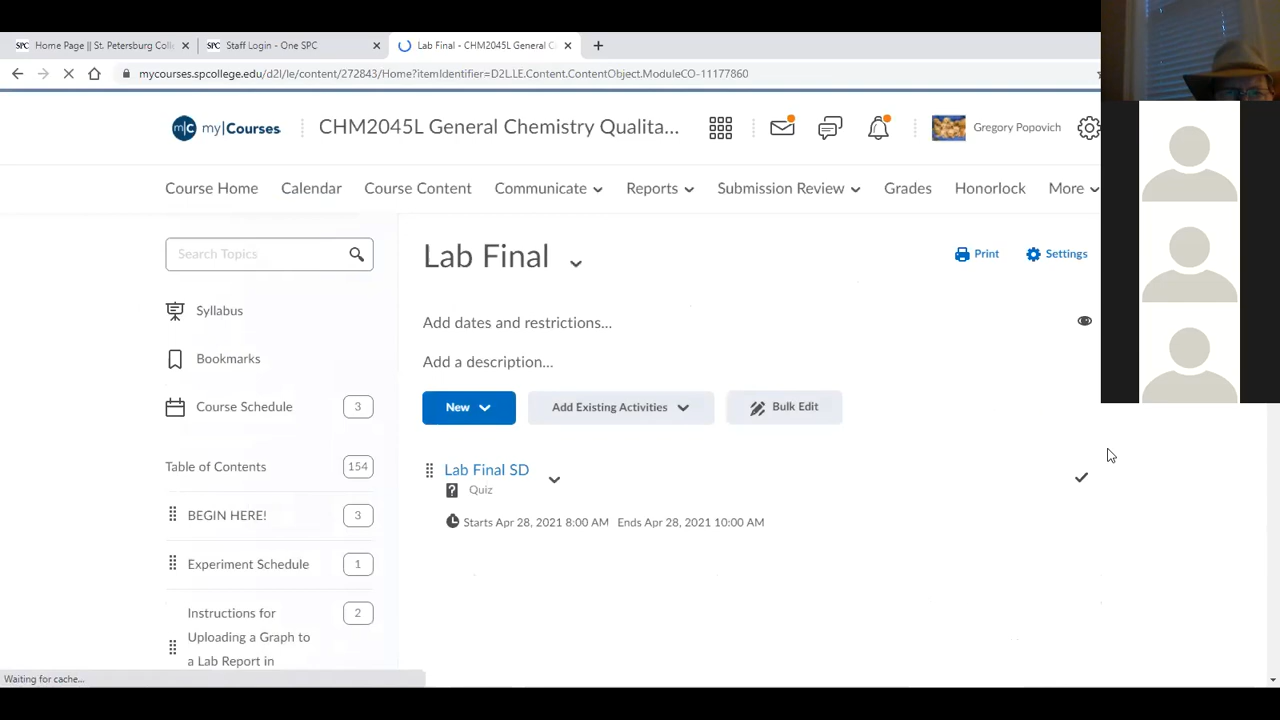 SPC Home Page || St. Petersburg Coll
SPC Staff Login - One SPC
Lab Final - CHM2045L General C
mycourses.spcollege.edu/d2l/le/content/272843/Home?itemIdentifier=D2L.LE.Content.ContentObject.ModuleCO-11177860
m|C my|Courses
CHM2045L General Chemistry Qualita...
Gregory Popovich
Course Home
Calendar
Course Content
Communicate
Reports
Submission Review
Grades
Honorlock
More
Search Topics
Syllabus
Bookmarks
Course Schedule 3
Table of Contents 154
BEGIN HERE! 3
Experiment Schedule 1
Instructions for 2
Uploading a Graph to
a Lab Report in
Lab Final
Print
Settings
Add dates and restrictions...
Add a description...
New
Add Existing Activities
Bulk Edit
Lab Final SD
Quiz
Starts Apr 28, 2021 8:00 AM Ends Apr 28, 2021 10:00 AM
Waiting for cache...